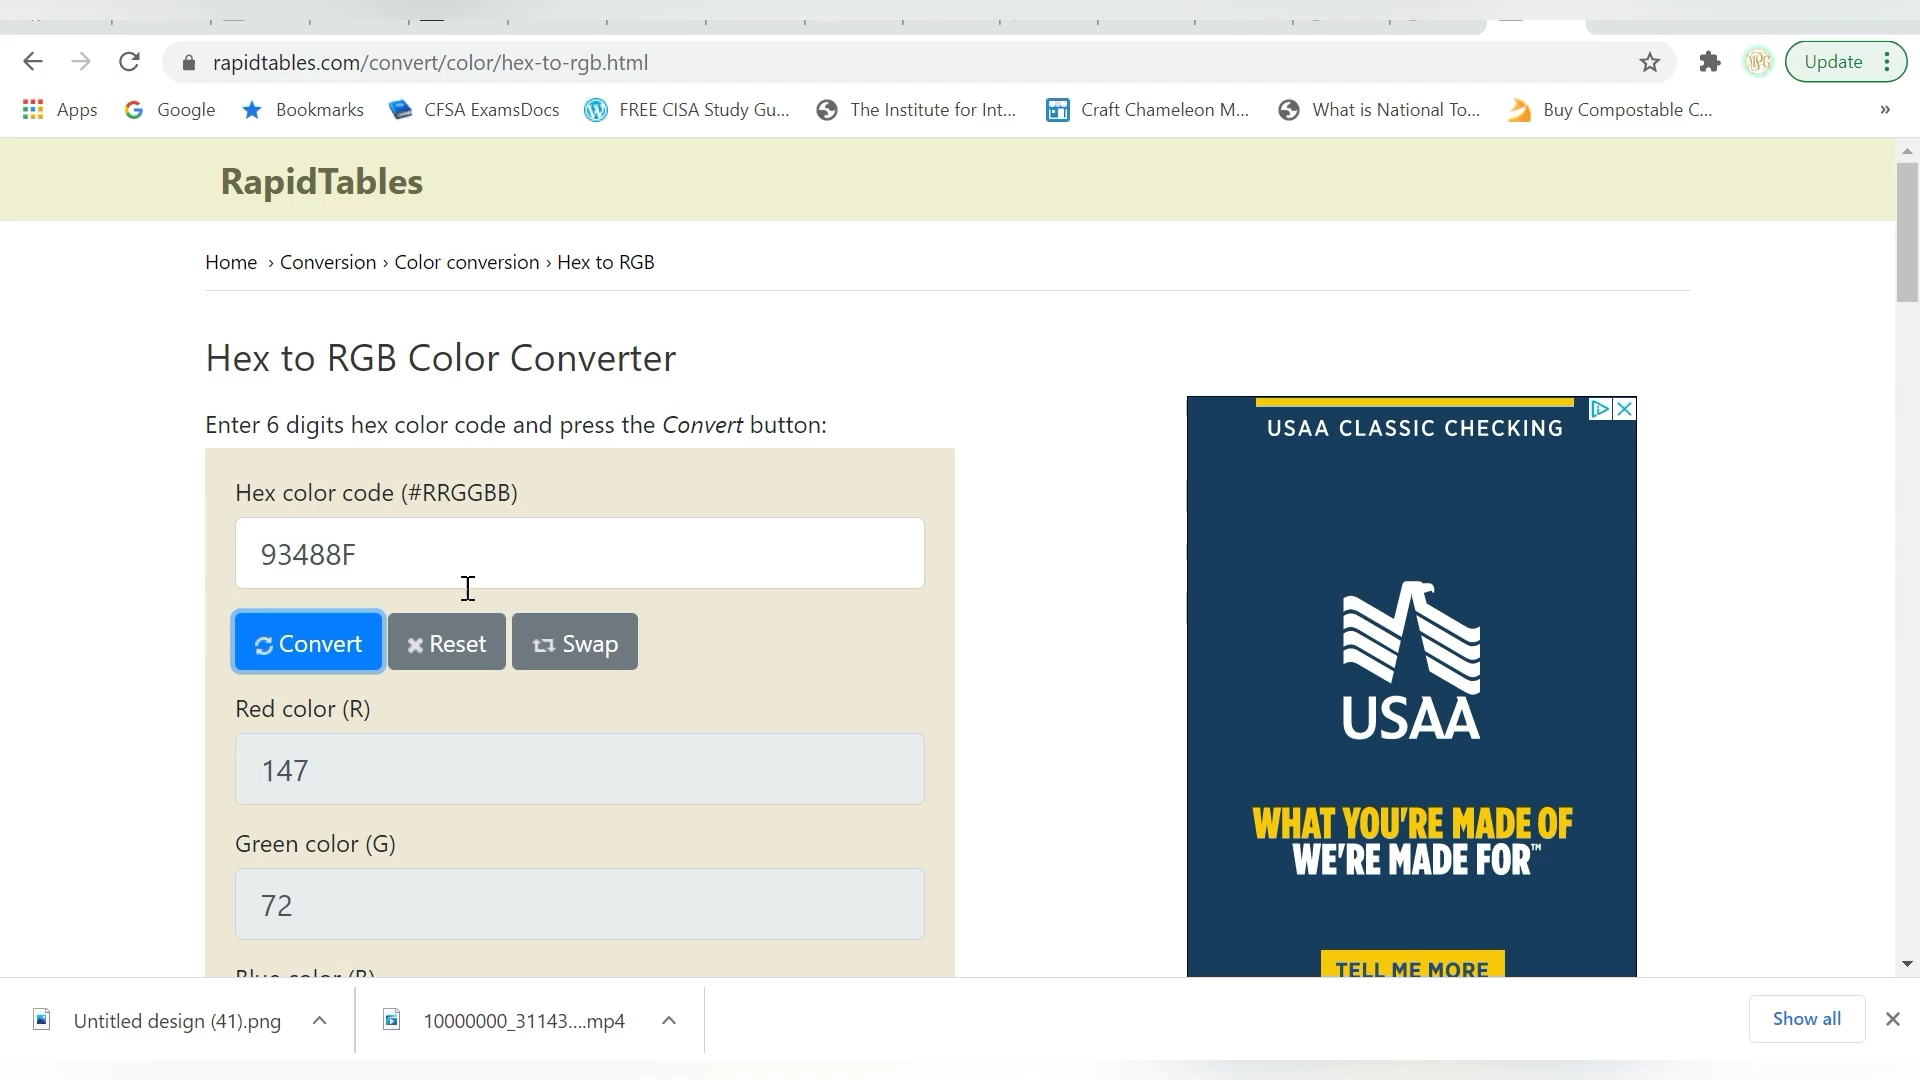 rapidtables.com/convert/color/hex-to-rgb.html
Update
Apps
Google
Bookmarks
CFSA ExamsDocs
FREE CISA Study Gu...
The Institute for Int...
Craft Chameleon M...
What is National To...
Buy Compostable C...
»
RapidTables
Home › Conversion › Color conversion › Hex to RGB
Hex to RGB Color Converter
Enter 6 digits hex color code and press the Convert button:
Hex color code (#RRGGBB)
93488F
Convert
Reset
Swap
Red color (R)
147
Green color (G)
72
Blue color (B)
USAA CLASSIC CHECKING
USAA
WHAT YOU'RE MADE OF
WE'RE MADE FOR™
TELL ME MORE
Untitled design (41).png
10000000_31143....mp4
Show all